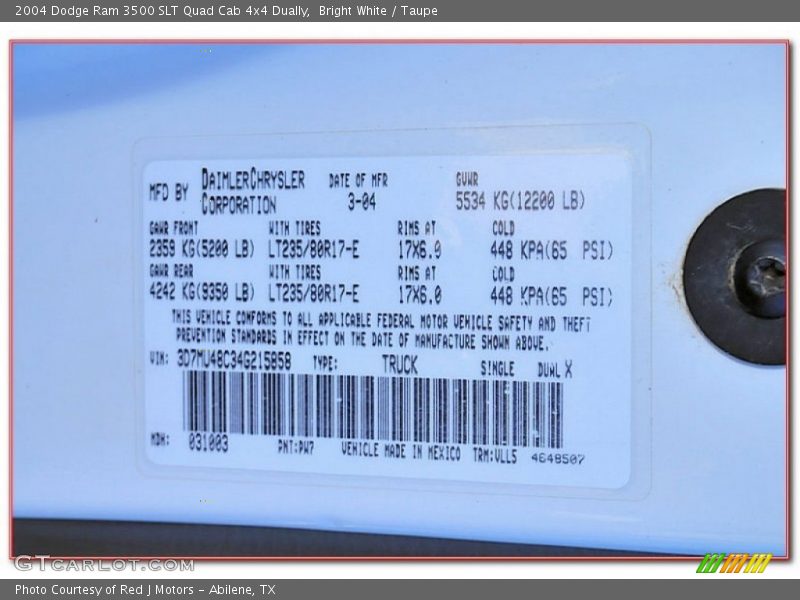 2004 Dodge Ram 3500 SLT Quad Cab 4x4 Dually,  Bright White / Taupe
MFD BY DAIMLERCHRYSLER CORPORATION DATE OF MFR 3-04 GVWR 5534 KG(12200 LB)
GAWR FRONT WITH TIRES RIMS AT COLD
2359 KG(5200 LB) LT235/80R17-E 17X6.0 448 KPA(65 PSI)
GAWR REAR WITH TIRES RIMS AT COLD
4242 KG(9350 LB) LT235/80R17-E 17X6.0 448 KPA(65 PSI)
THIS VEHICLE CONFORMS TO ALL APPLICABLE FEDERAL MOTOR VEHICLE SAFETY AND THEFT
PREVENTION STANDARDS IN EFFECT ON THE DATE OF MANUFACTURE SHOWN ABOVE.
VIN: 3D7MU48C34G215858 TYPE: TRUCK SINGLE DUAL X
MDH: 031003 PNT:PW7 VEHICLE MADE IN MEXICO TRM:VLL5 4648507
GTcarlot.com
Photo Courtesy of Red J Motors – Abilene, TX